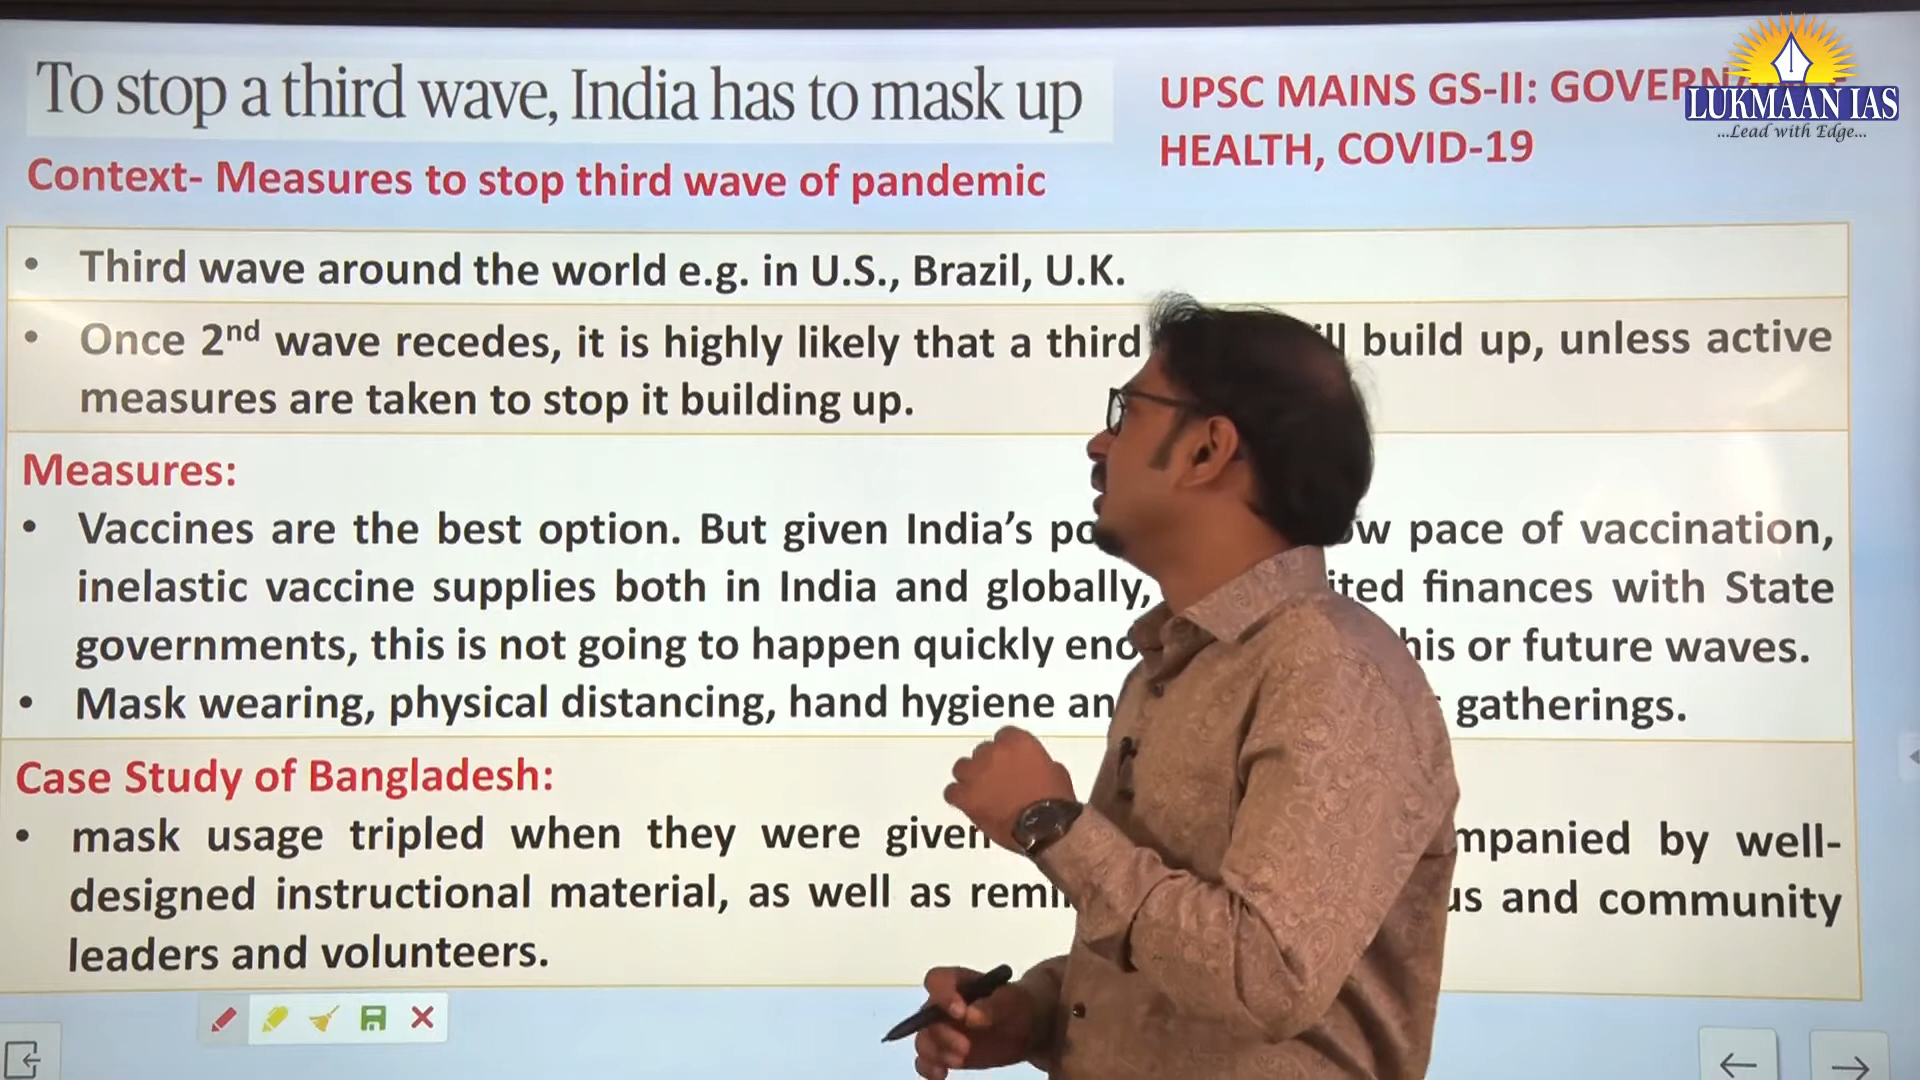 To stop a third wave, India has to mask up
UPSC MAINS GS-II:
HEALTH, COVID-19
LUKMAAN IAS
...Lead with Edge...
Context- Measures to stop third wave of pandemic
• Third wave around the world e.g. in U.S., Brazil, U.K.
• Once 2nd wave recedes, it is highly likely that a third build up, unless active
measures are taken to stop it building up.
Measures:
• Vaccines are the best option. But given India's pace of vaccination,
inelastic vaccine supplies both in India and globally, finances with State
governments, this is not going to happen quickly or future waves.
• Mask wearing, physical distancing, hand hygiene gatherings.
Case Study of Bangladesh:
• mask usage tripled when they were given by well-
designed instructional material, as well as and community
leaders and volunteers.